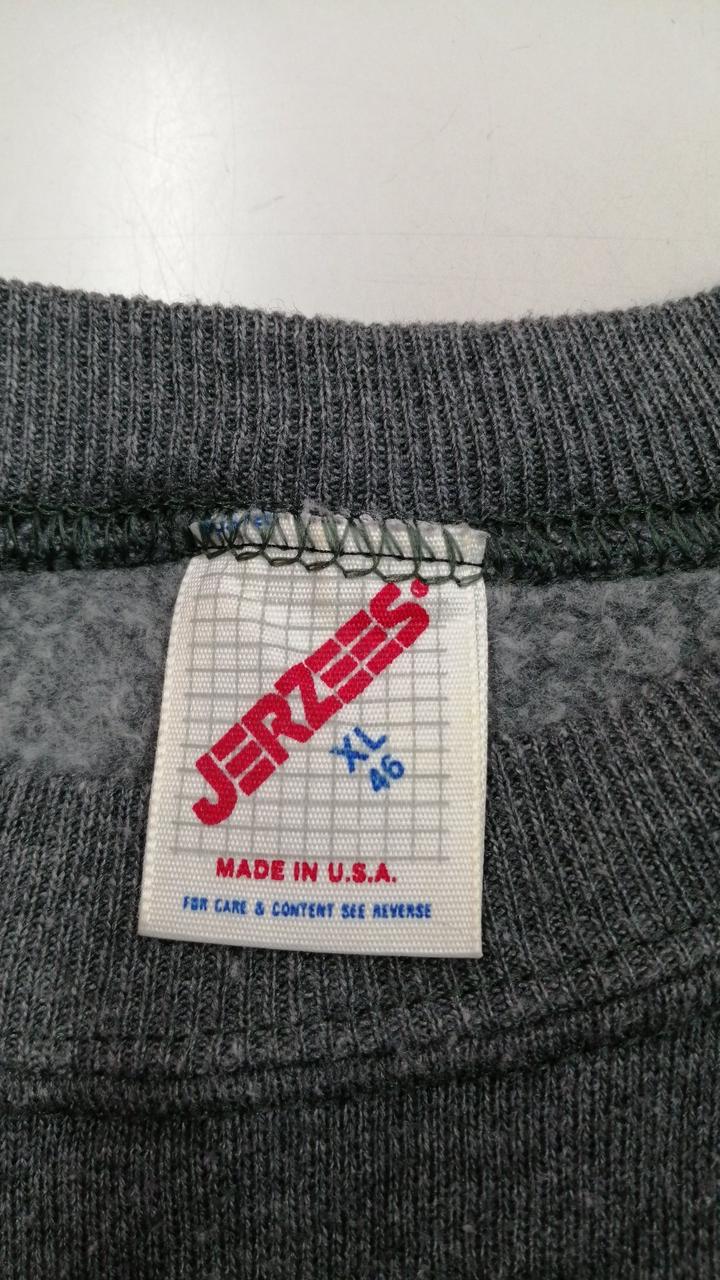 JERZEES®
XL
46
MADE IN U.S.A.
FOR CARE & CONTENT SEE REVERSE